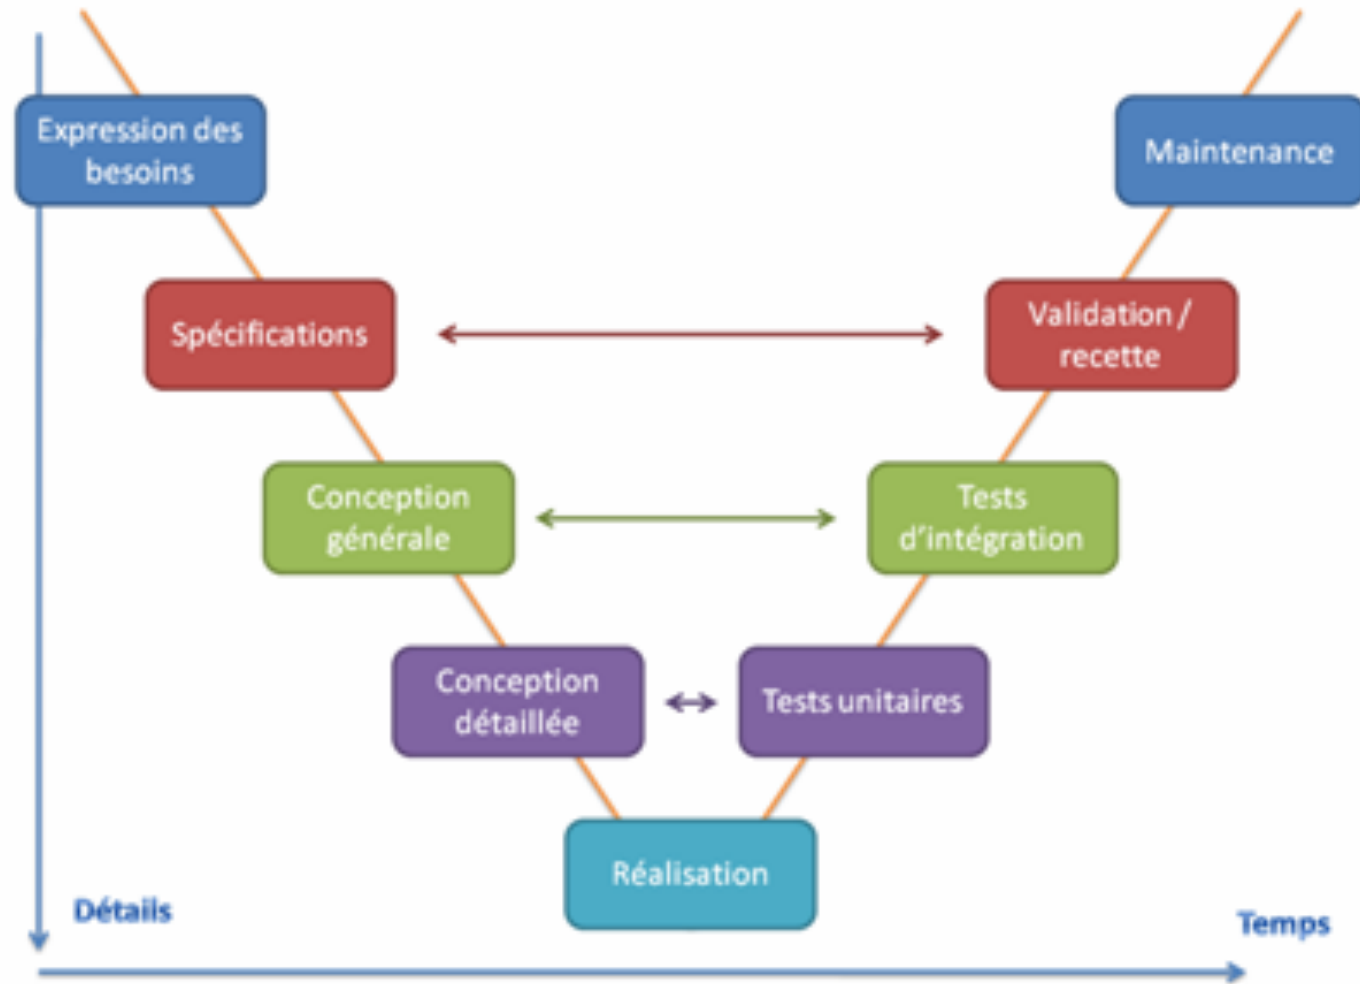 Expression des
besoins
Maintenance
Spécifications
Validation /
recette
Conception
générale
Tests
d'intégration
Conception
détaillée
Tests unitaires
Réalisation
Détails
Temps